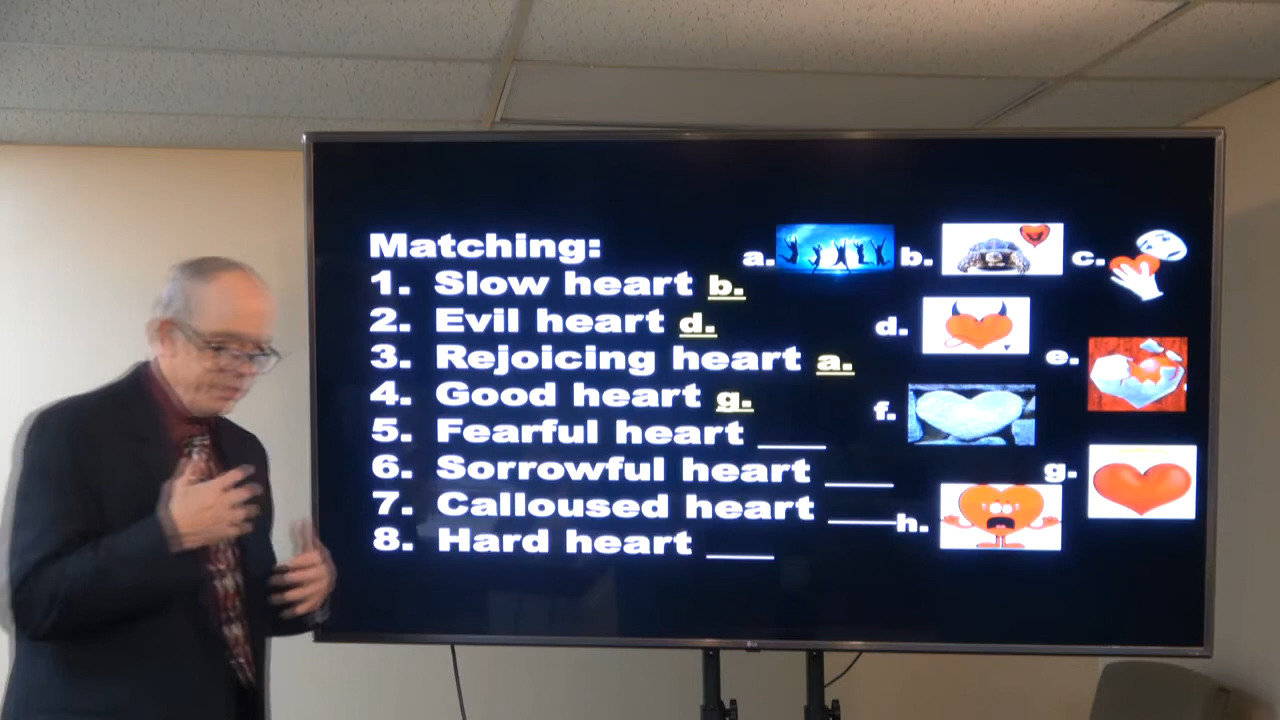 Matching:
1. Slow heart b.
2. Evil heart d.
3. Rejoicing heart a.
4. Good heart g.
5. Fearful heart ____
6. Sorrowful heart ____
7. Calloused heart ____
8. Hard heart ____
a.
b.
c.
d.
e.
f.
g.
h.
LG